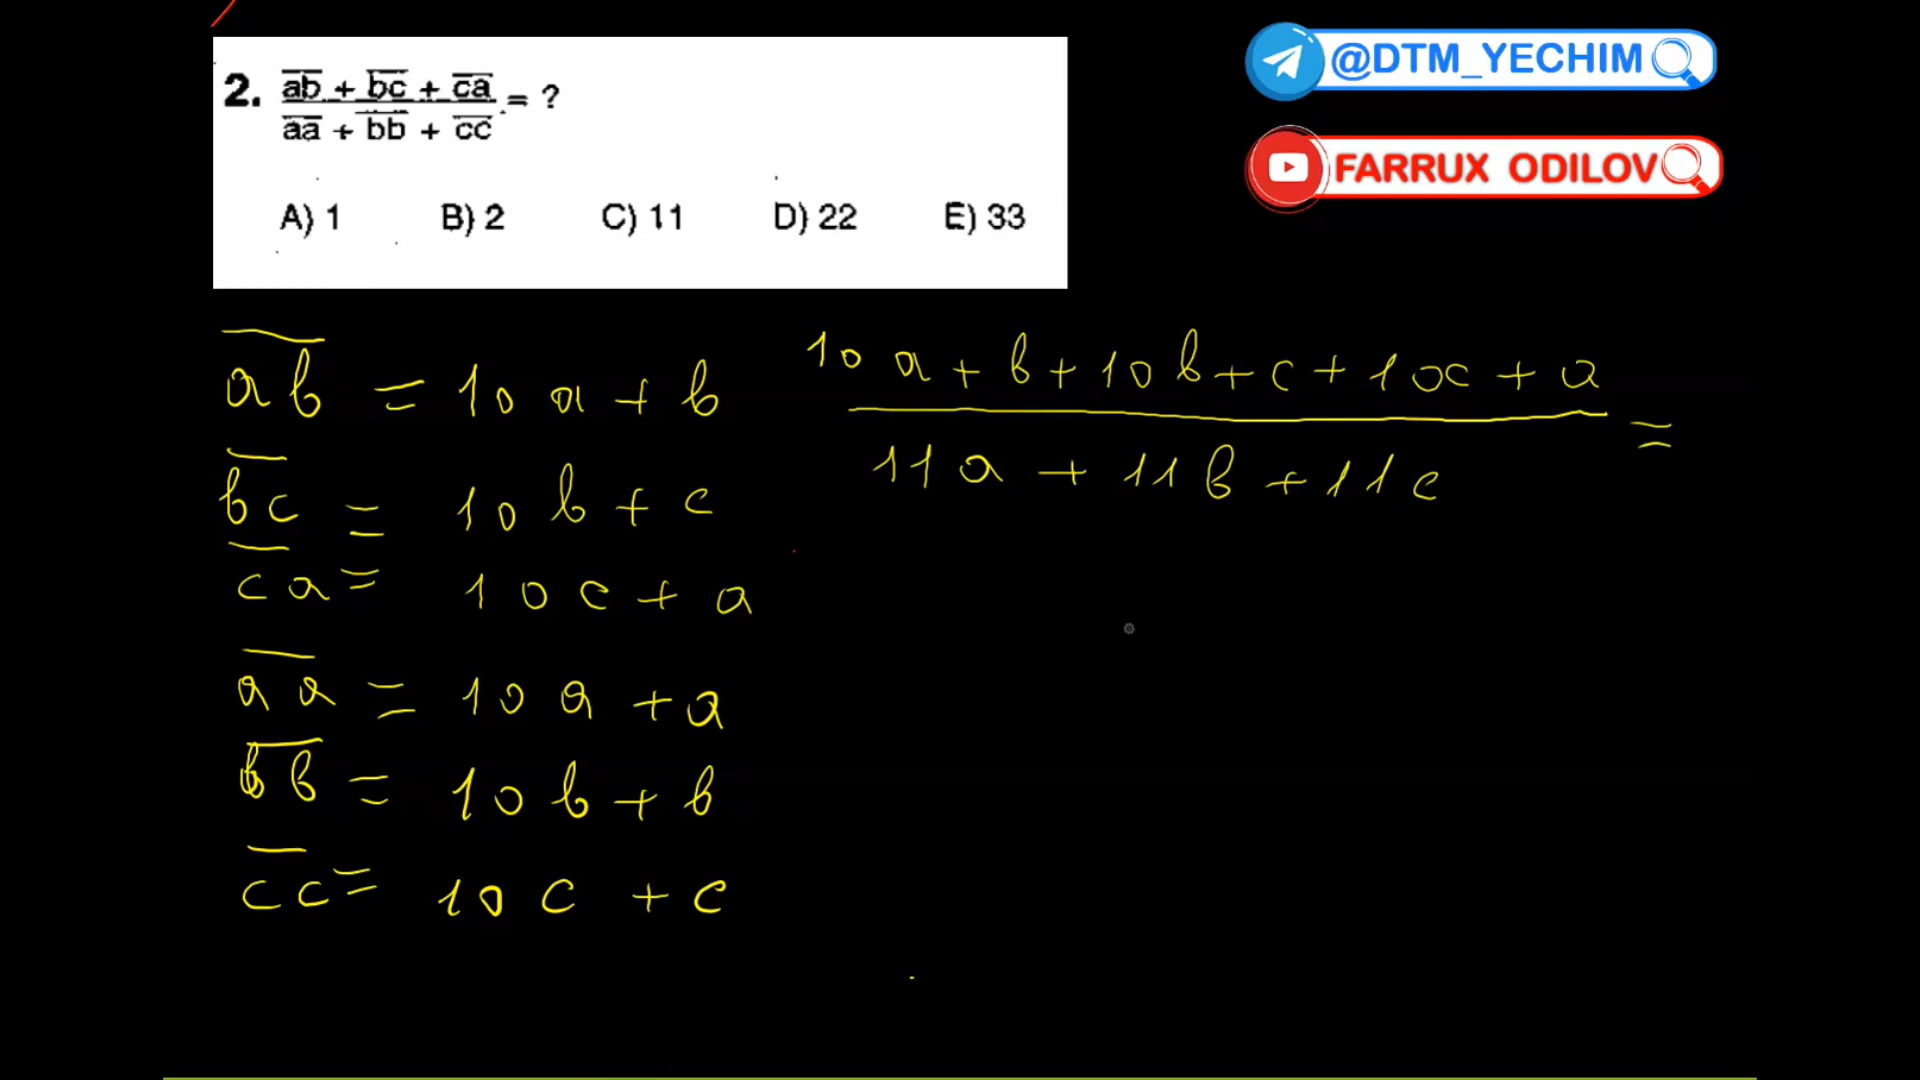 @DTM_YECHIM
FARRUX ODILOV
2. ab + bc + ca
aa + bb + cc
= ?
A) 1 B) 2 C) 11 D) 22 E) 33
ab = 10a + b
bc = 10b + c
ca = 10c + a
aa = 10a + a
bb = 10b + b
cc = 10c + c
10a + b + 10b + c + 10c + a
11a + 11b + 11c
=